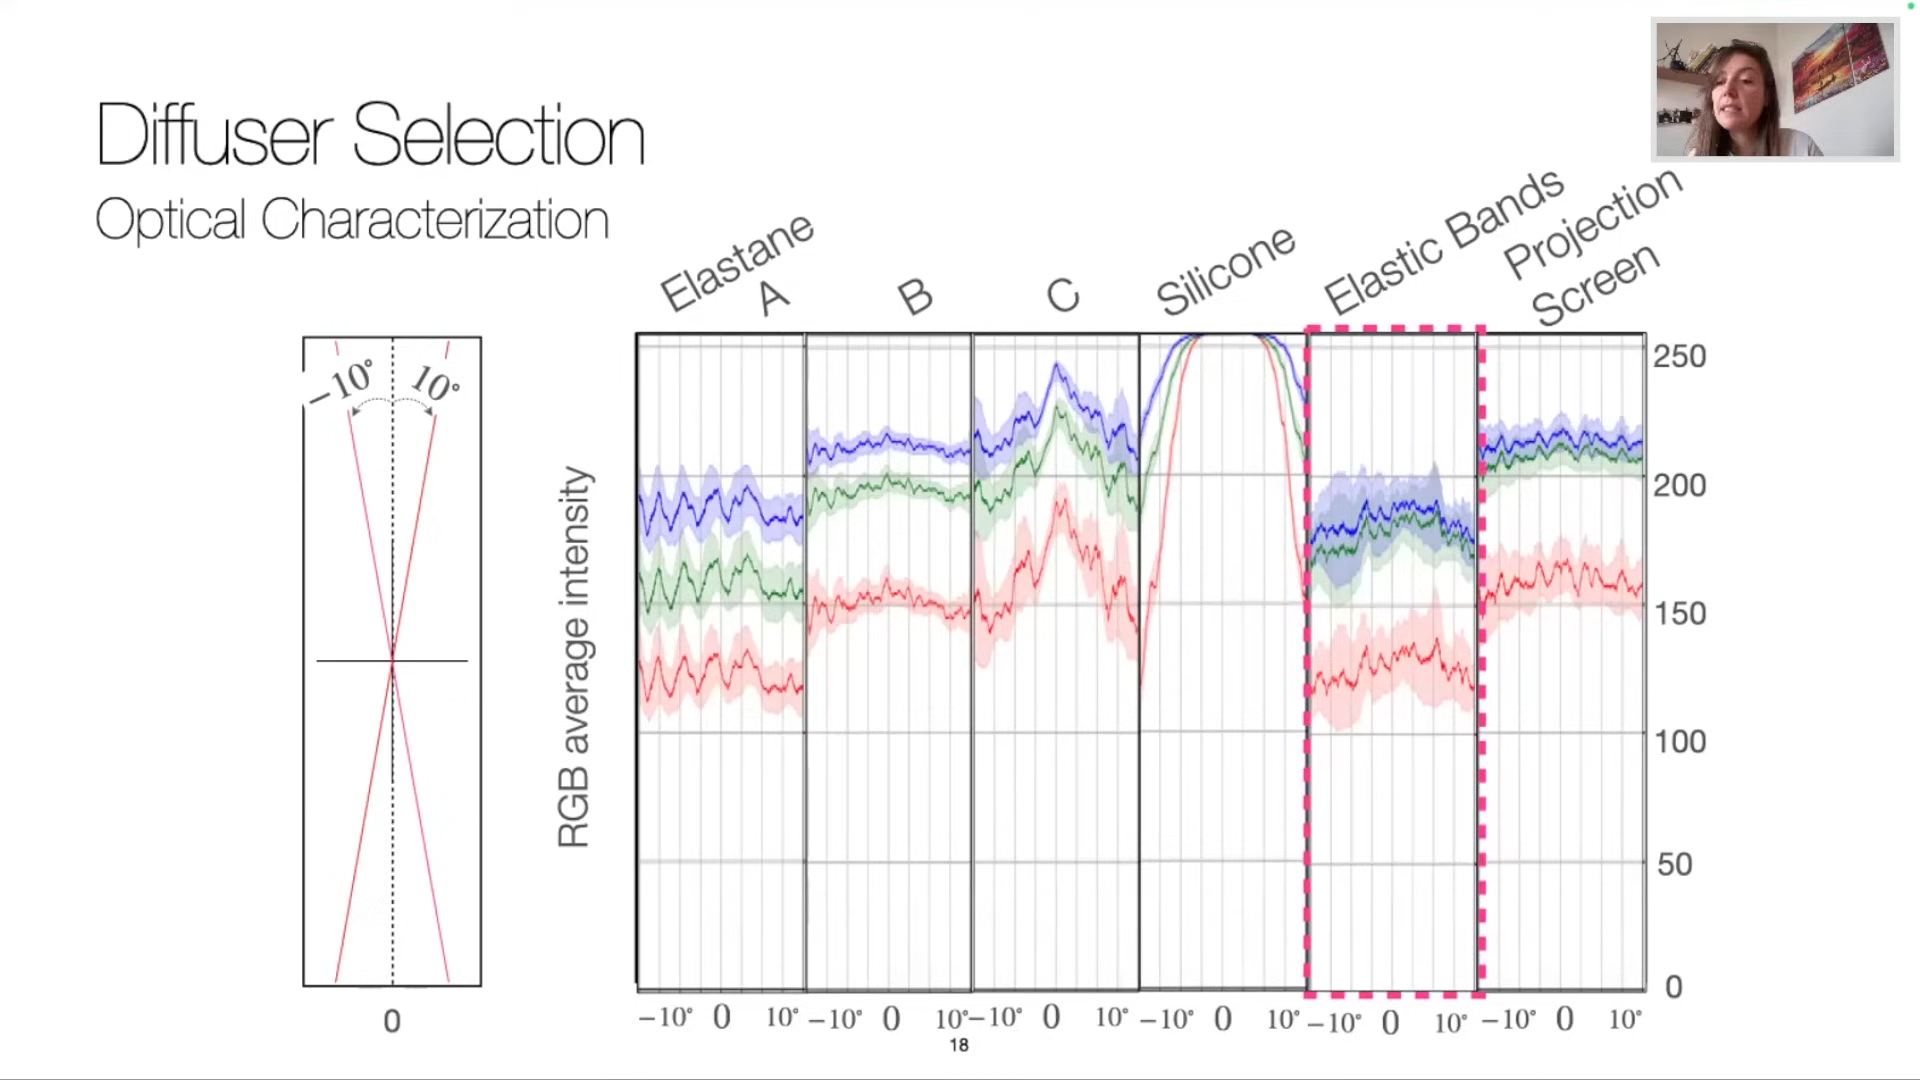 Diffuser Selection
Optical Characterization
Elastane
A
B
C
Silicone
Elastic Bands
Projection
Screen
−10° 10°
0
RGB average intensity
250
200
150
100
50
0
−10° 0 10° −10° 0 10° −10° 0 10° −10° 0 10° −10° 0 10° −10° 0 10°
18